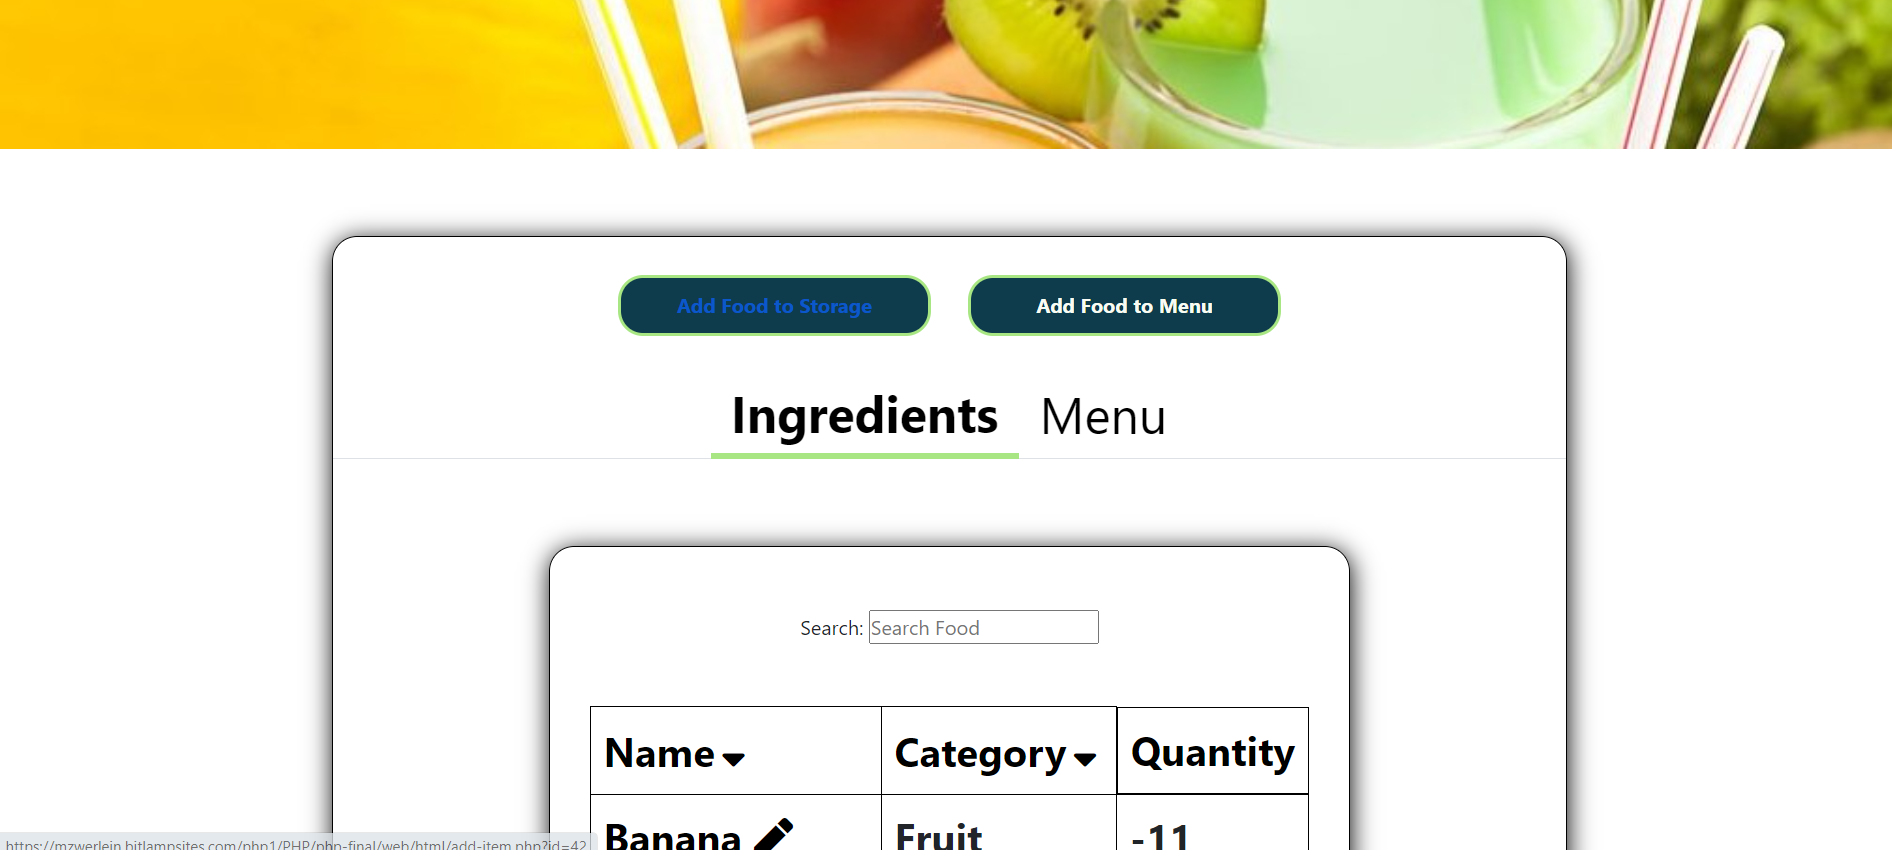 Add Food to Storage
Add Food to Menu
Ingredients
Menu
Search: Search Food
Name Category Quantity
Banana Fruit -11
https://mzwerlein.bitlampsites.com/php1/PHP/php-final/web/html/add-item.php?id=42